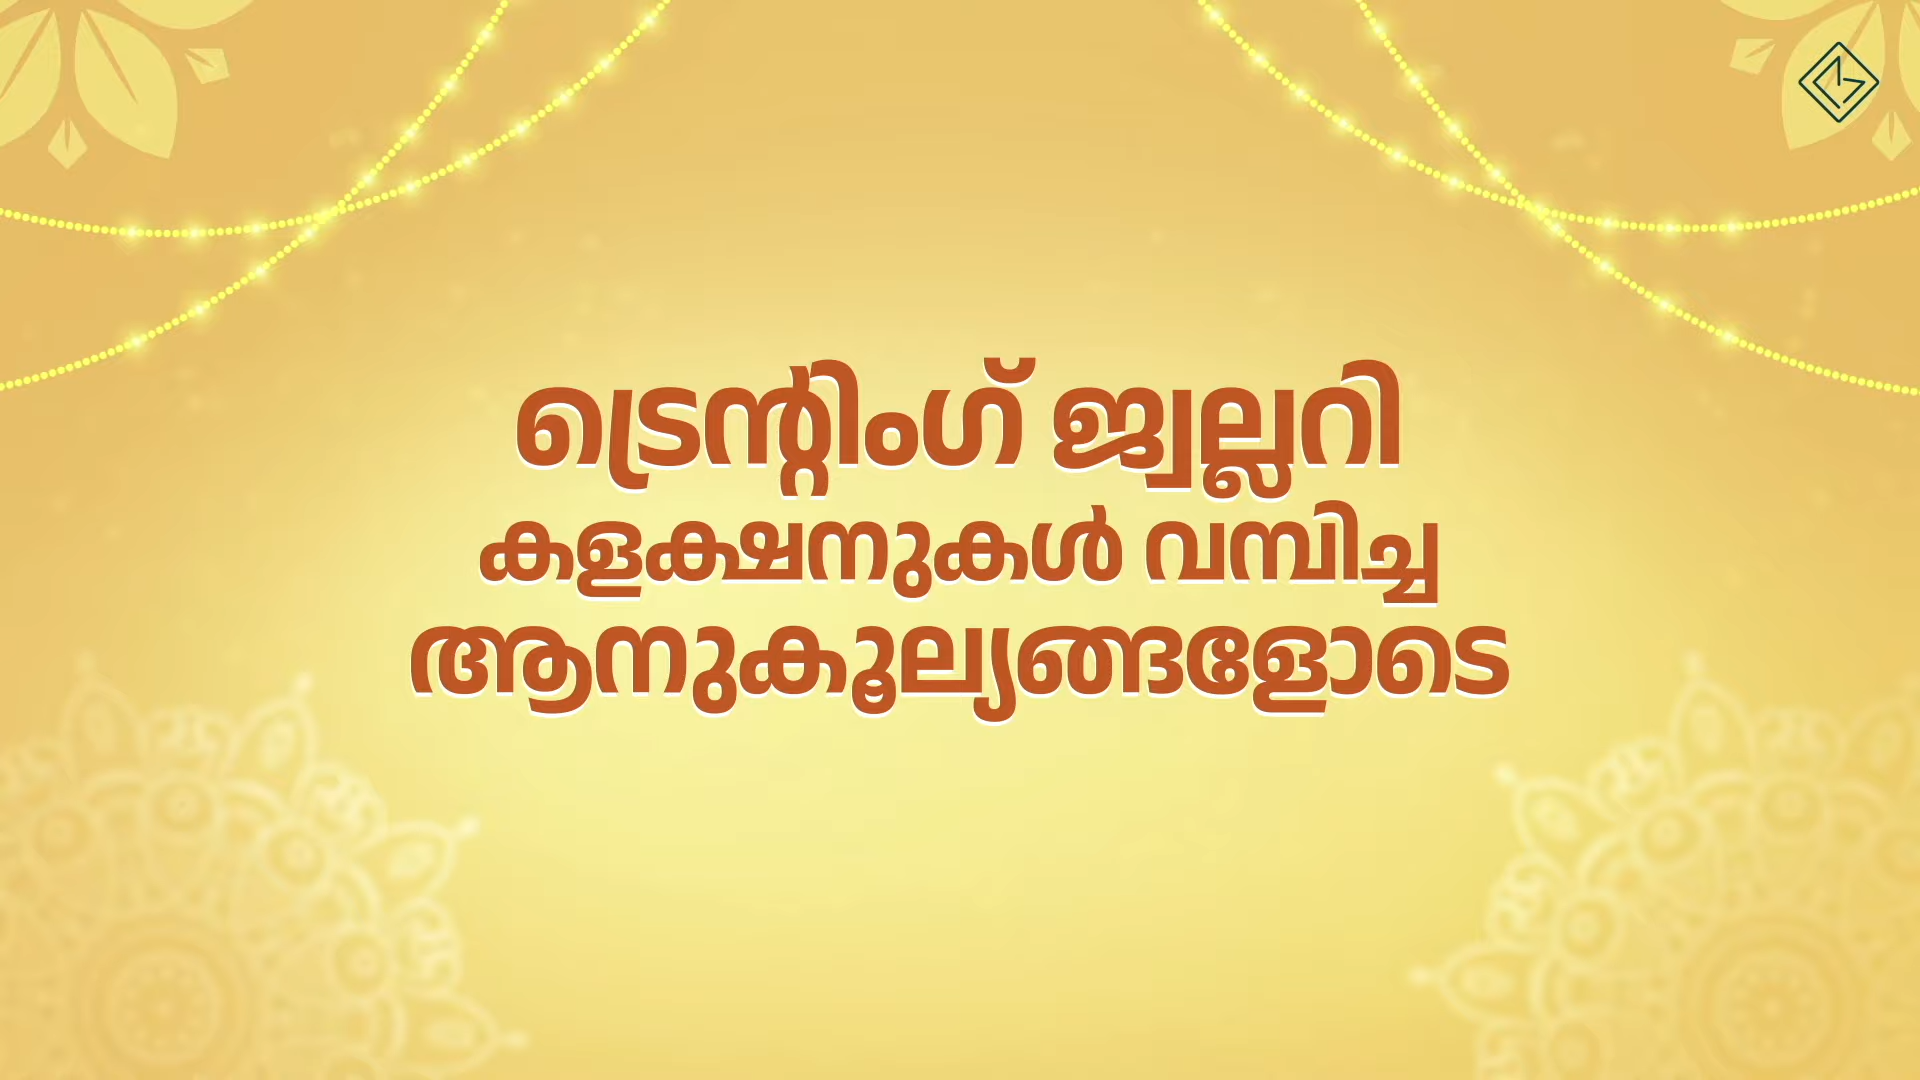 ട്രെന്റിംഗ് ജ്വല്ലറി
കളക്ഷനുകൾ വമ്പിച്ച
ആനുകൂല്യങ്ങളോടെ